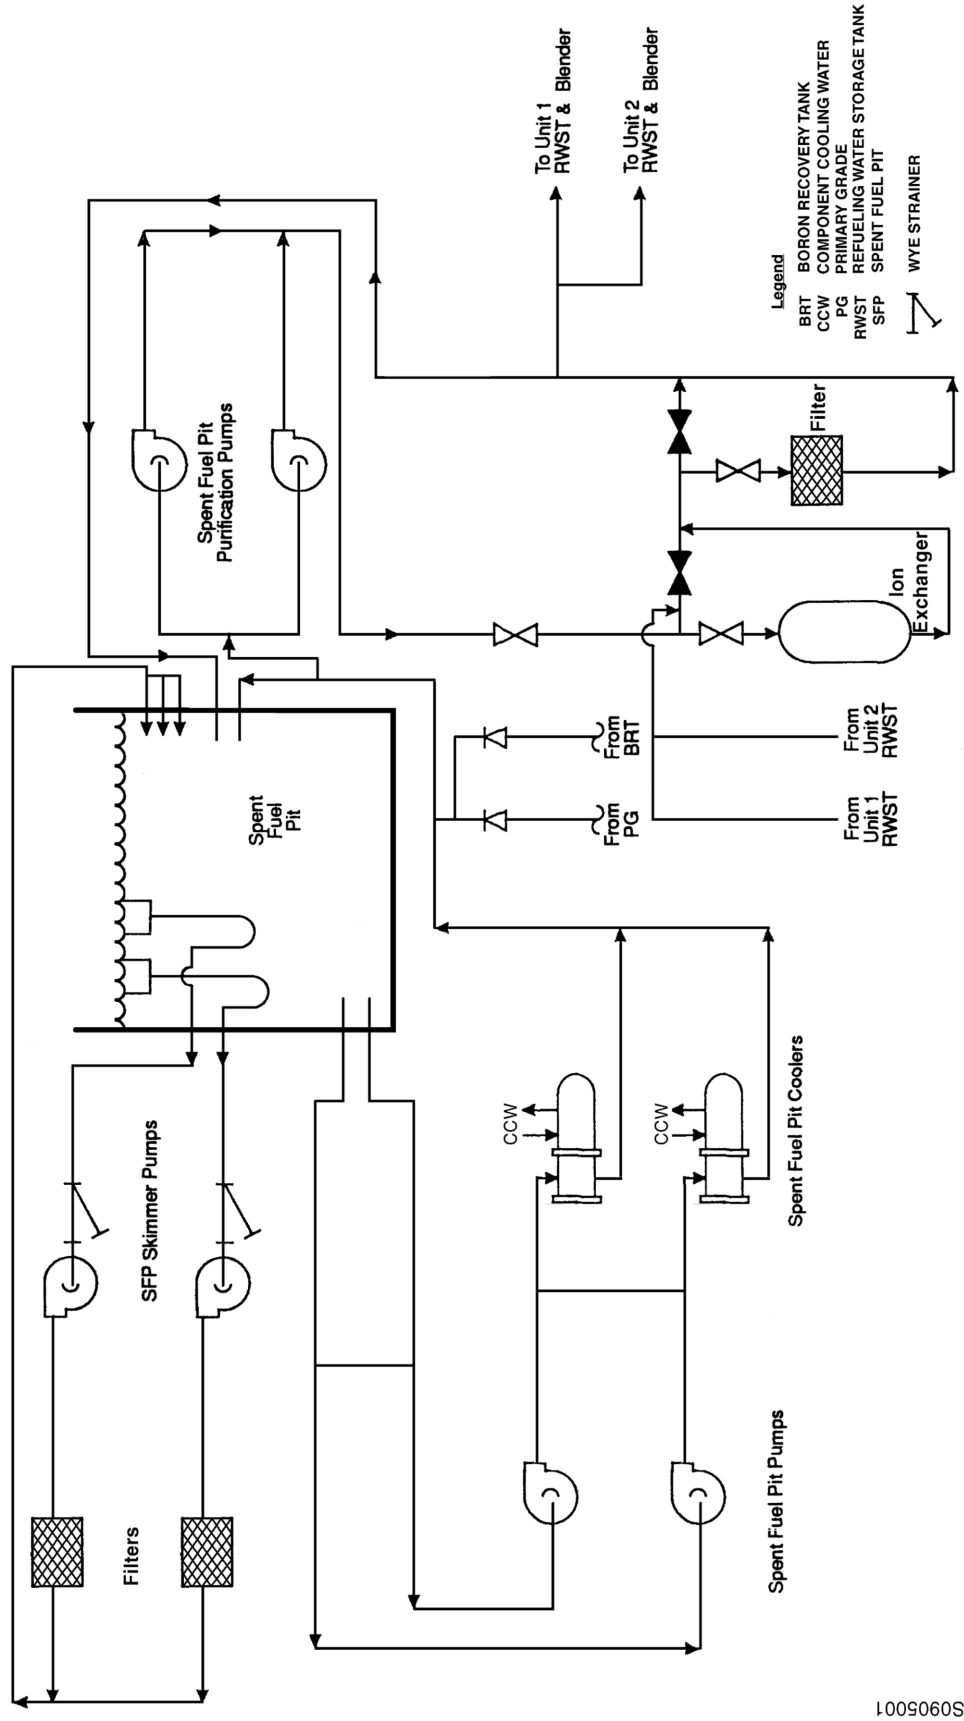 SFP Skimmer Pumps
Filters
Spent
Fuel
Pit
Spent Fuel Pit
Purification Pumps
To Unit 1
RWST & Blender
To Unit 2
RWST & Blender
CCW
CCW
Spent Fuel Pit Coolers
Spent Fuel Pit Pumps
From
PG
From
BRT
From
Unit 1
RWST
From
Unit 2
RWST
Ion
Exchanger
Filter
Legend
BRT BORON RECOVERY TANK
CCW COMPONENT COOLING WATER
PG PRIMARY GRADE
RWST REFUELING WATER STORAGE TANK
SFP SPENT FUEL PIT
WYE STRAINER
S0905001